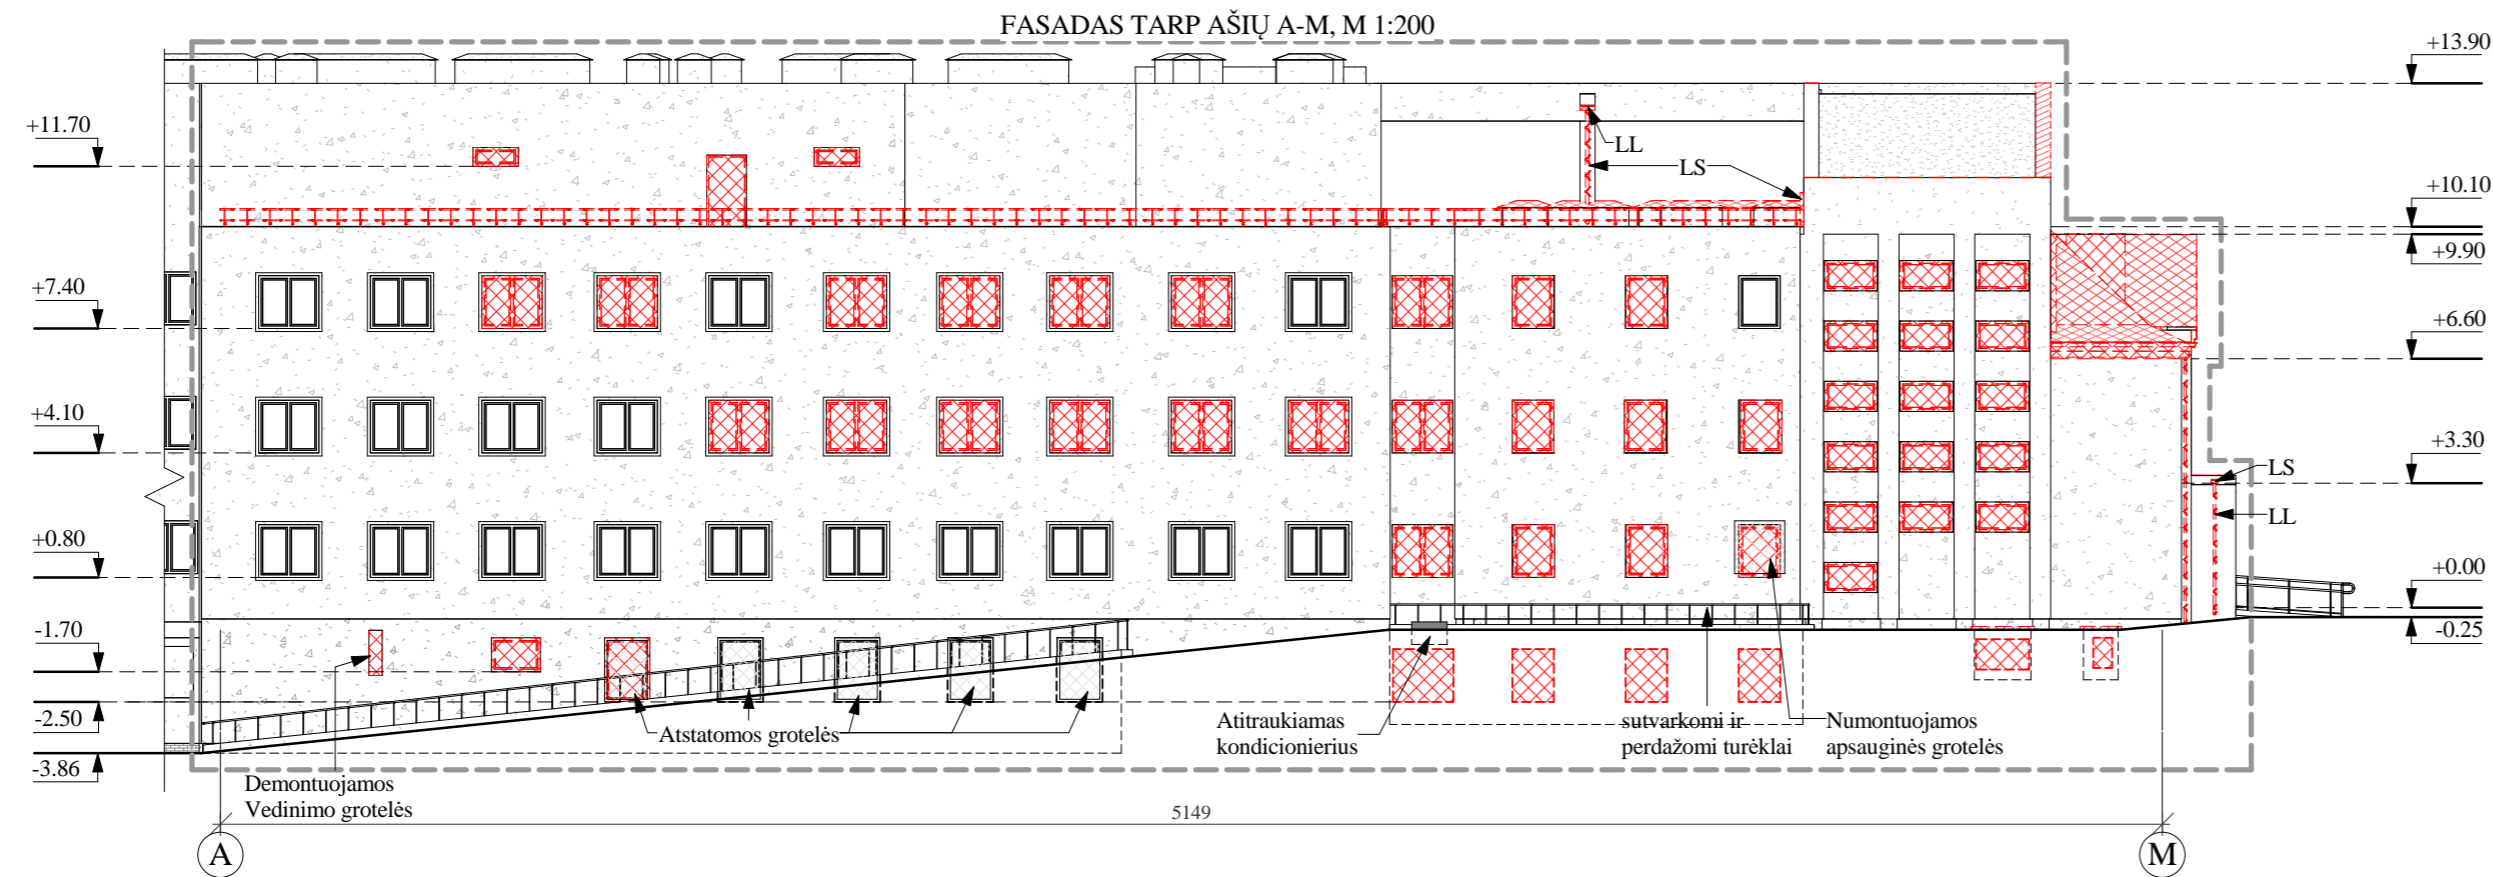 FASADAS TARP AŠIŲ A-M, M 1:200
+13.90
+11.70
LL
LS
+10.10
+9.90
+7.40
+6.60
+4.10
+3.30
LS
LL
+0.80
+0.00
-0.25
-1.70
-2.50
-3.86
Atstatomos grotelės
Atitraukiamas
kondicionierius
sutvarkomi ir
perdažomi turėklai
Numontuojamos
apsauginės grotelės
Demontuojamos
Vedinimo grotelės
5149
A
M